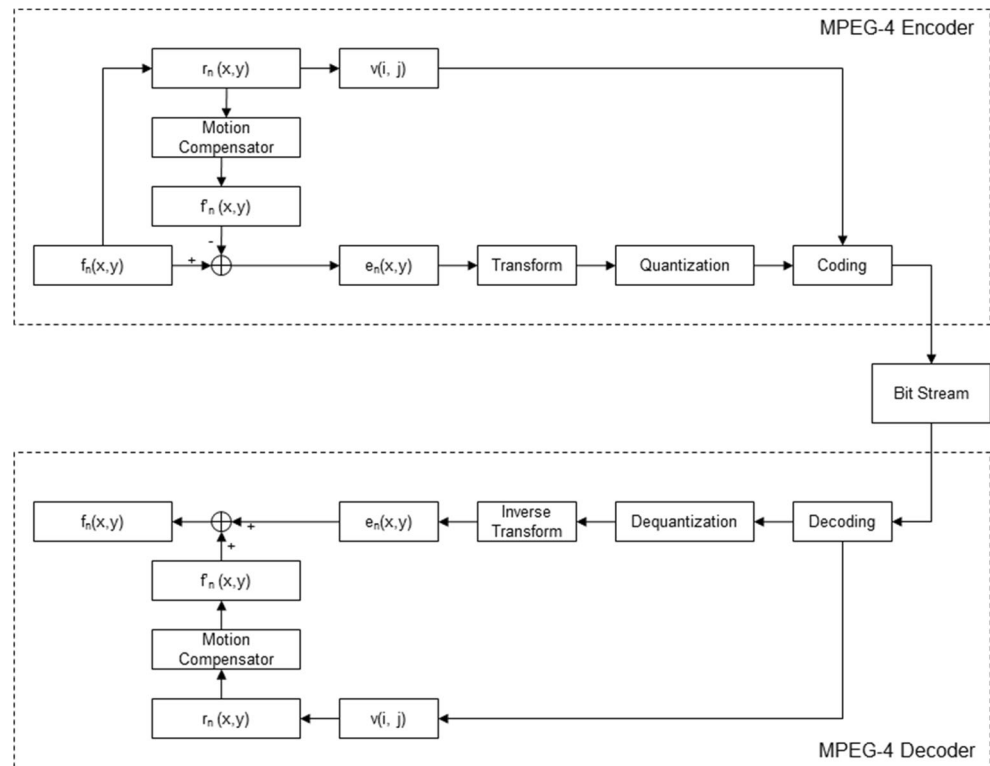 MPEG-4 Encoder
rₙ (x,y)
v(i, j)
Motion
Compensator
f'ₙ (x,y)
-
fₙ(x,y)
+
eₙ(x,y)
Transform
Quantization
Coding
Bit Stream
fₙ(x,y)
+
+
eₙ(x,y)
Inverse
Transform
Dequantization
Decoding
f'ₙ (x,y)
Motion
Compensator
rₙ (x,y)
v(i, j)
MPEG-4 Decoder